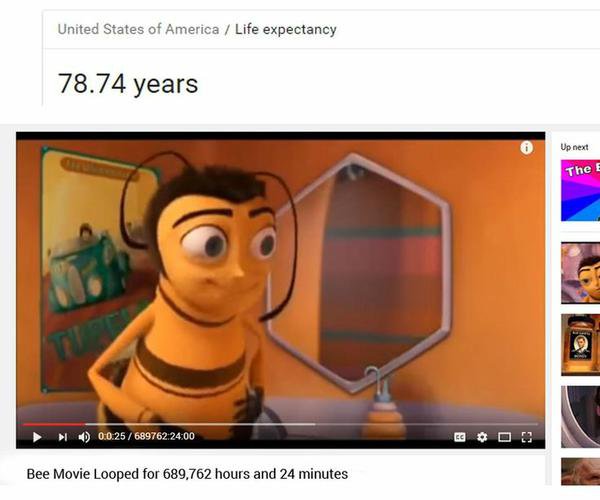 United States of America / Life expectancy
78.74 years
Up next
The
0:0:25 / 689762:24:00
CC
Bee Movie Looped for 689,762 hours and 24 minutes